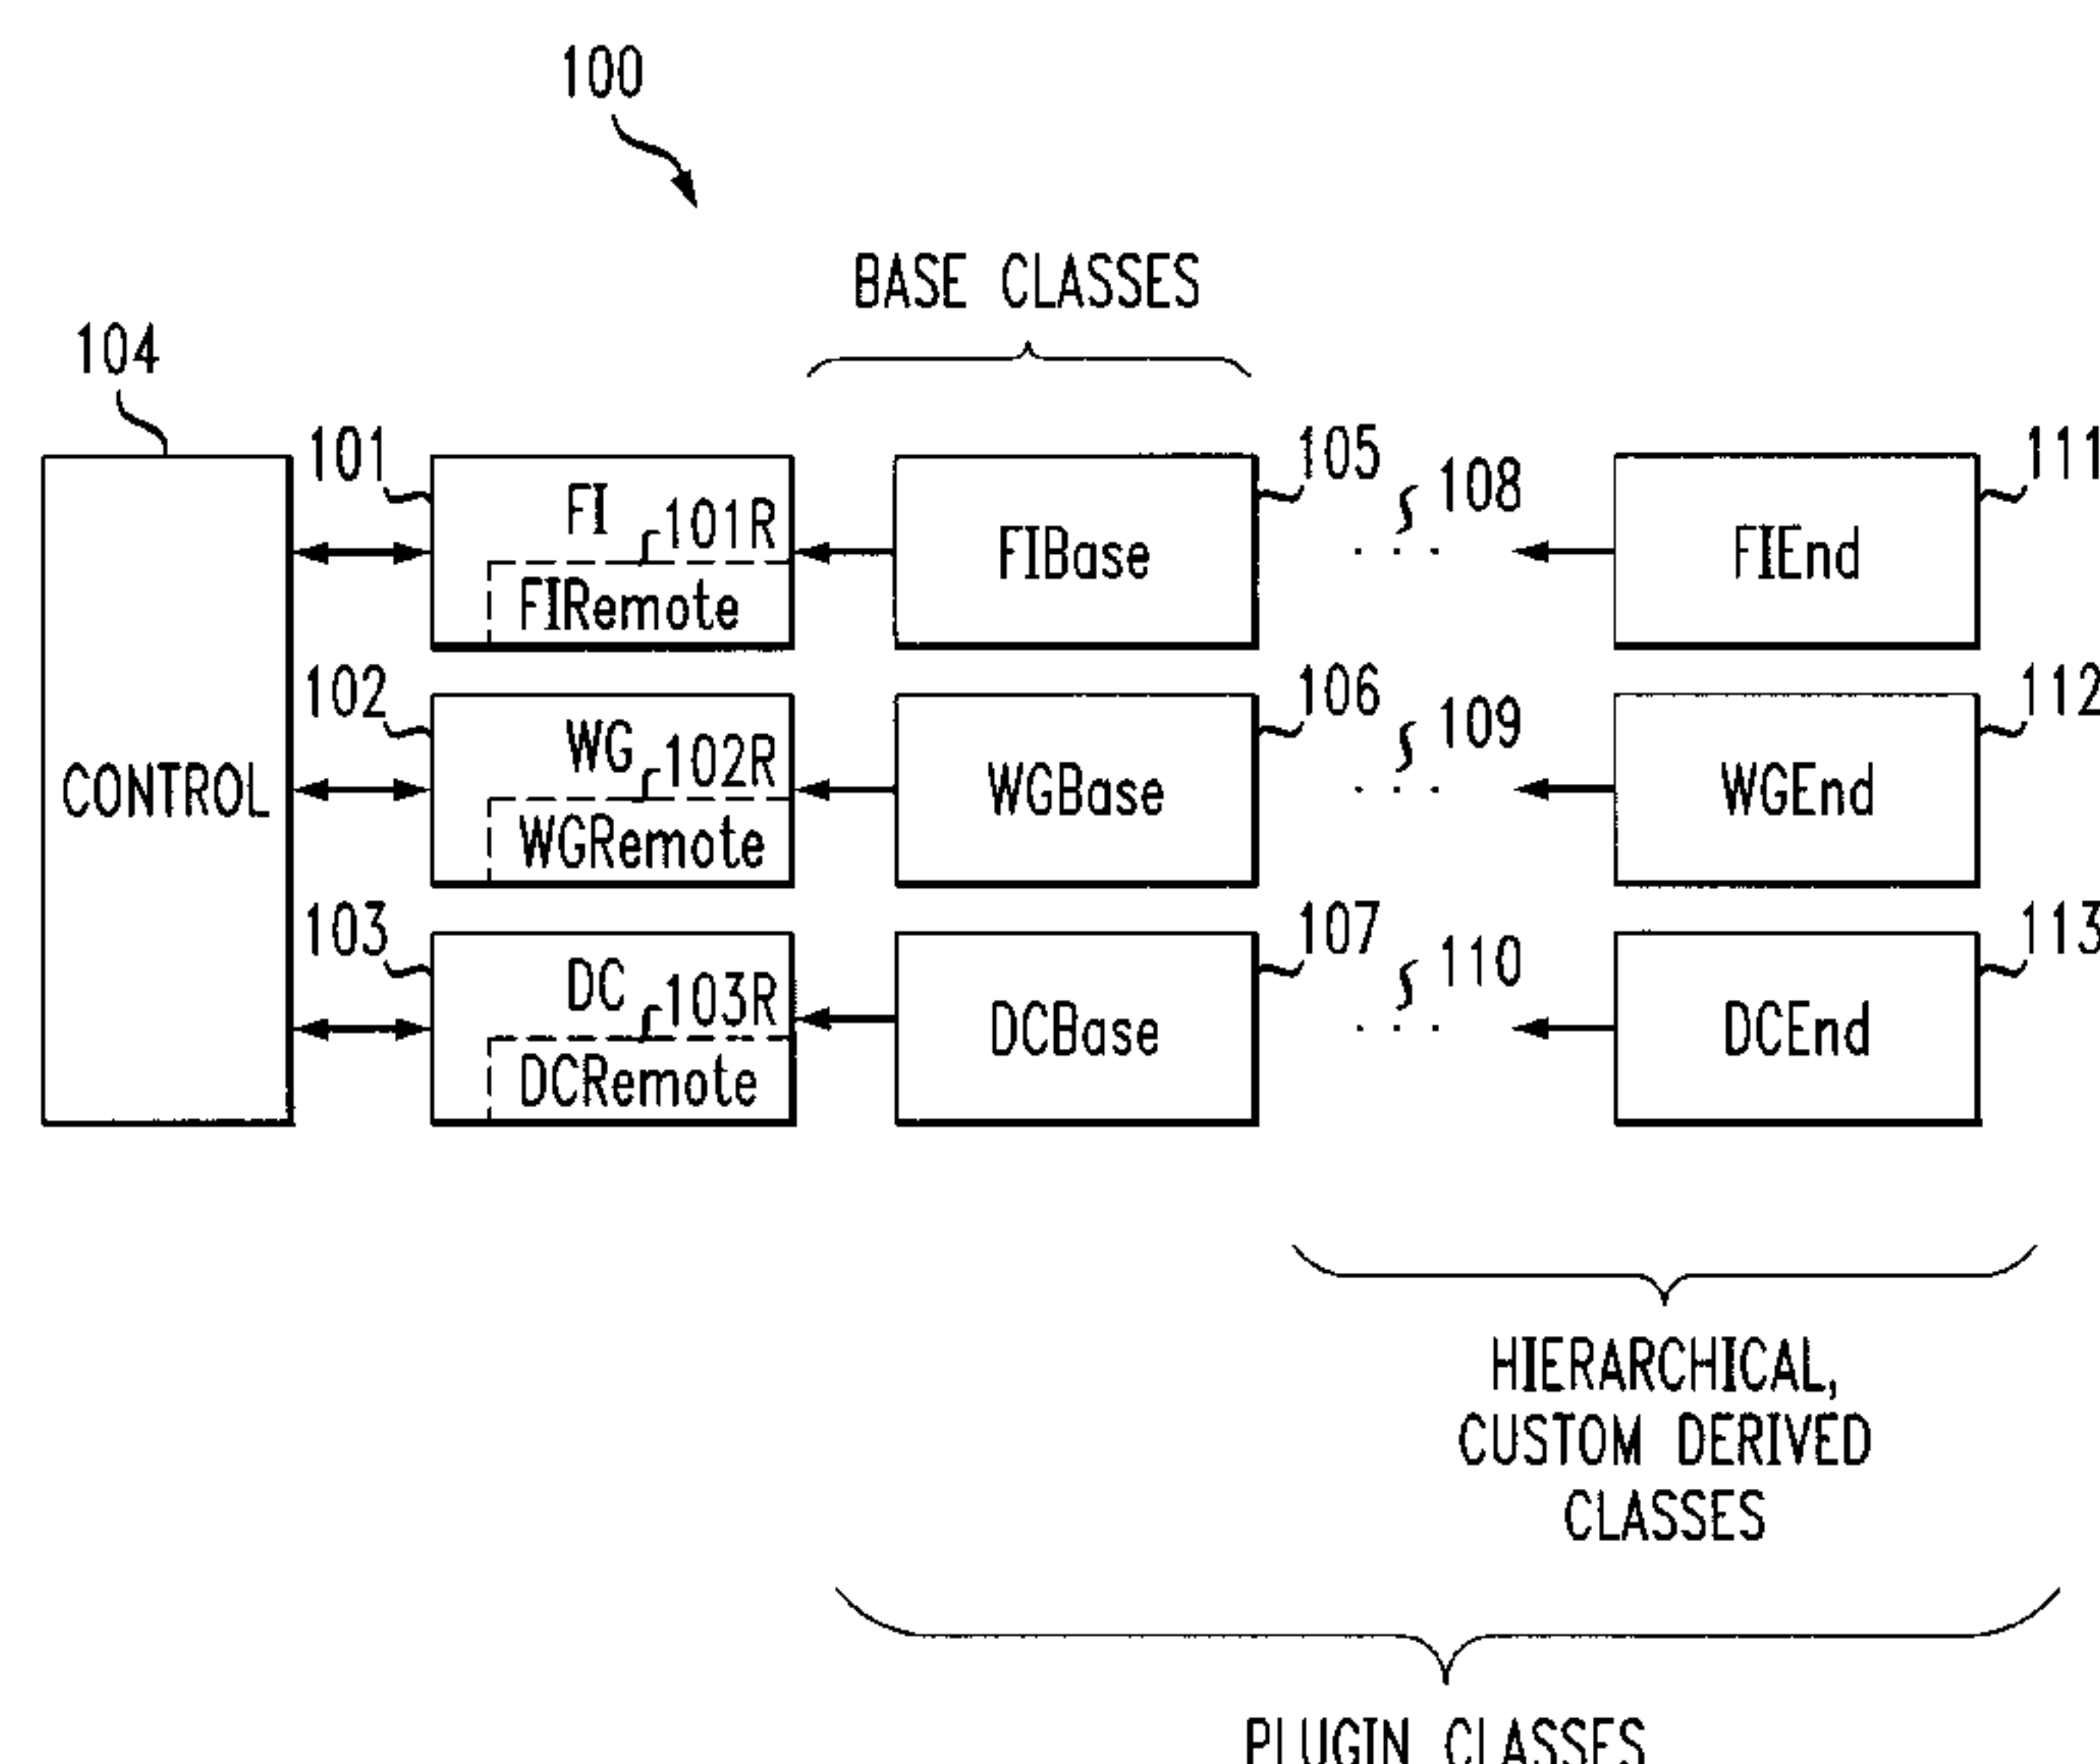 100
BASE CLASSES
104
101
105
108
111
FI
101R
FIRemote
FIBase
. . .
FIEnd
102
106
109
112
CONTROL
WG
102R
WGRemote
WGBase
. . .
WGEnd
103
107
110
113
DC
103R
DCRemote
DCBase
. . .
DCEnd
HIERARCHICAL,
CUSTOM DERIVED
CLASSES
PLUGIN CLASSES